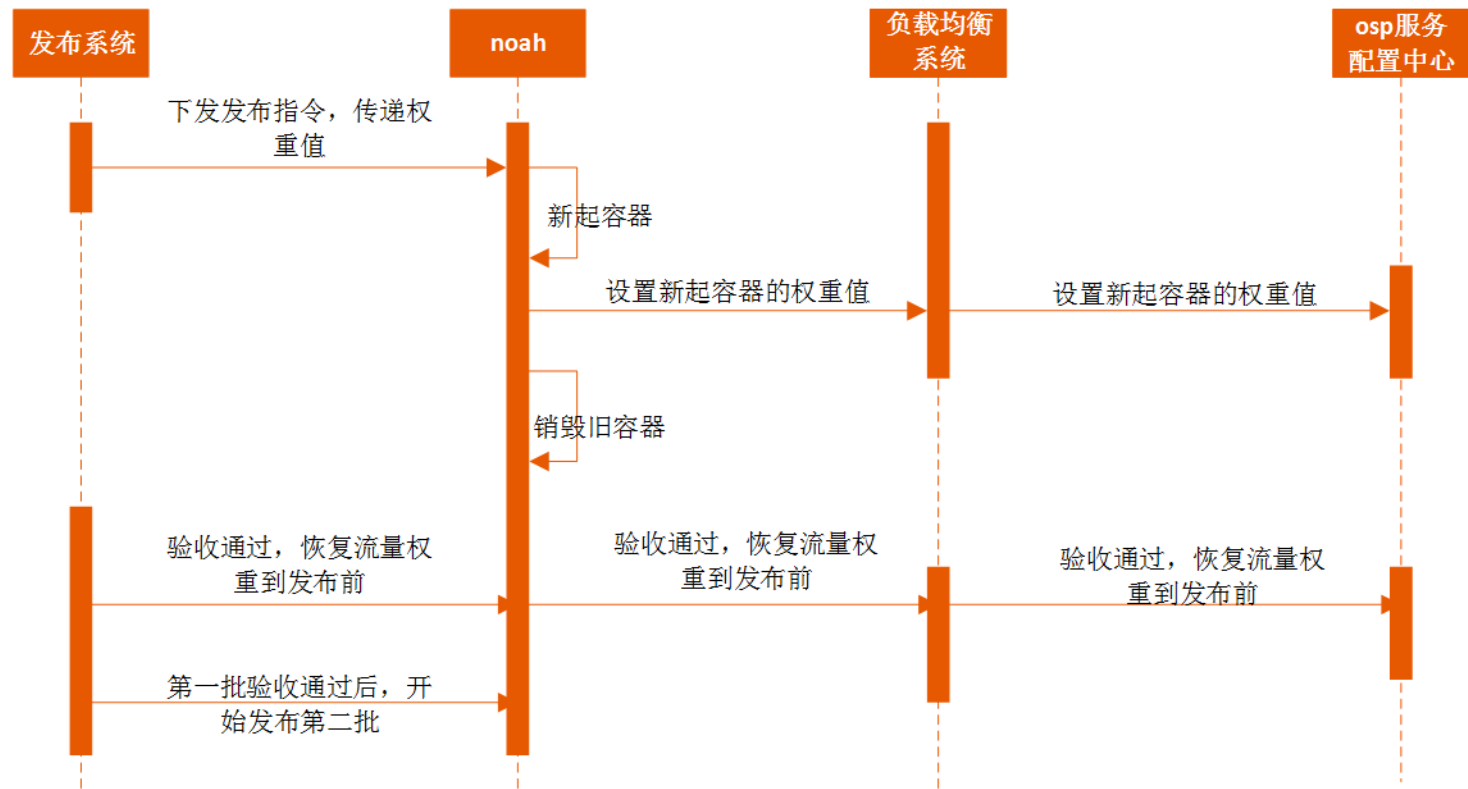 发布系统
noah
负载均衡
系统
osp服务
配置中心
下发发布指令，传递权
重值
新起容器
设置新起容器的权重值
设置新起容器的权重值
销毁旧容器
验收通过，恢复流量权
重到发布前
验收通过，恢复流量权
重到发布前
验收通过，恢复流量权
重到发布前
第一批验收通过后，开
始发布第二批